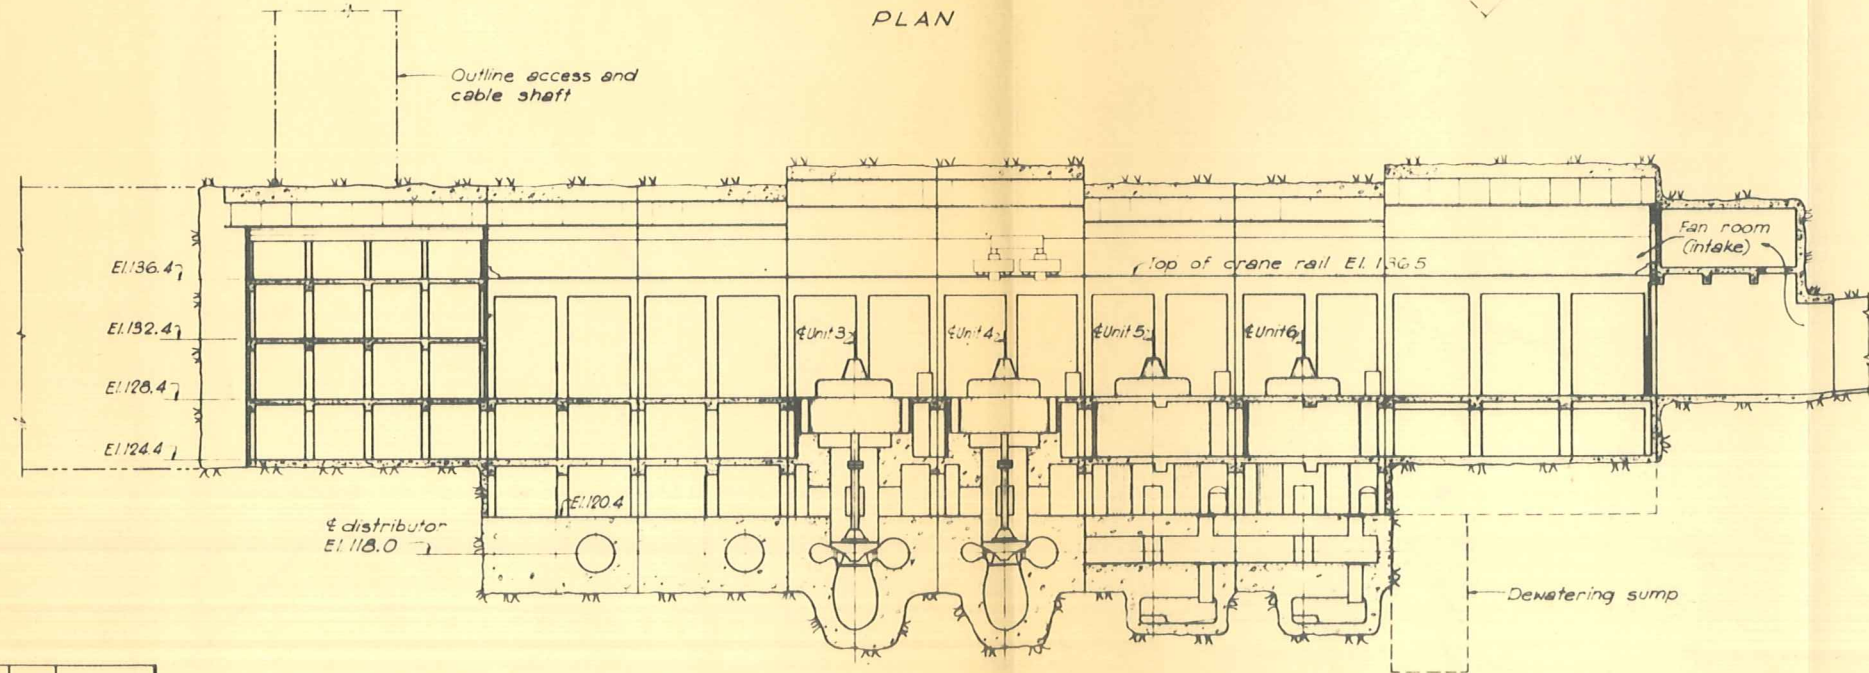 PLAN
Outline access and
cable shaft
Fan room
(intake)
El.136.4
Top of crane rail El. 136.5
El.132.4
℄ Unit 3
℄ Unit 4
℄ Unit 5
℄ Unit 6
El.128.4
El.124.4
El.120.4
℄ distributor
El. 118.0
Dewatering sump